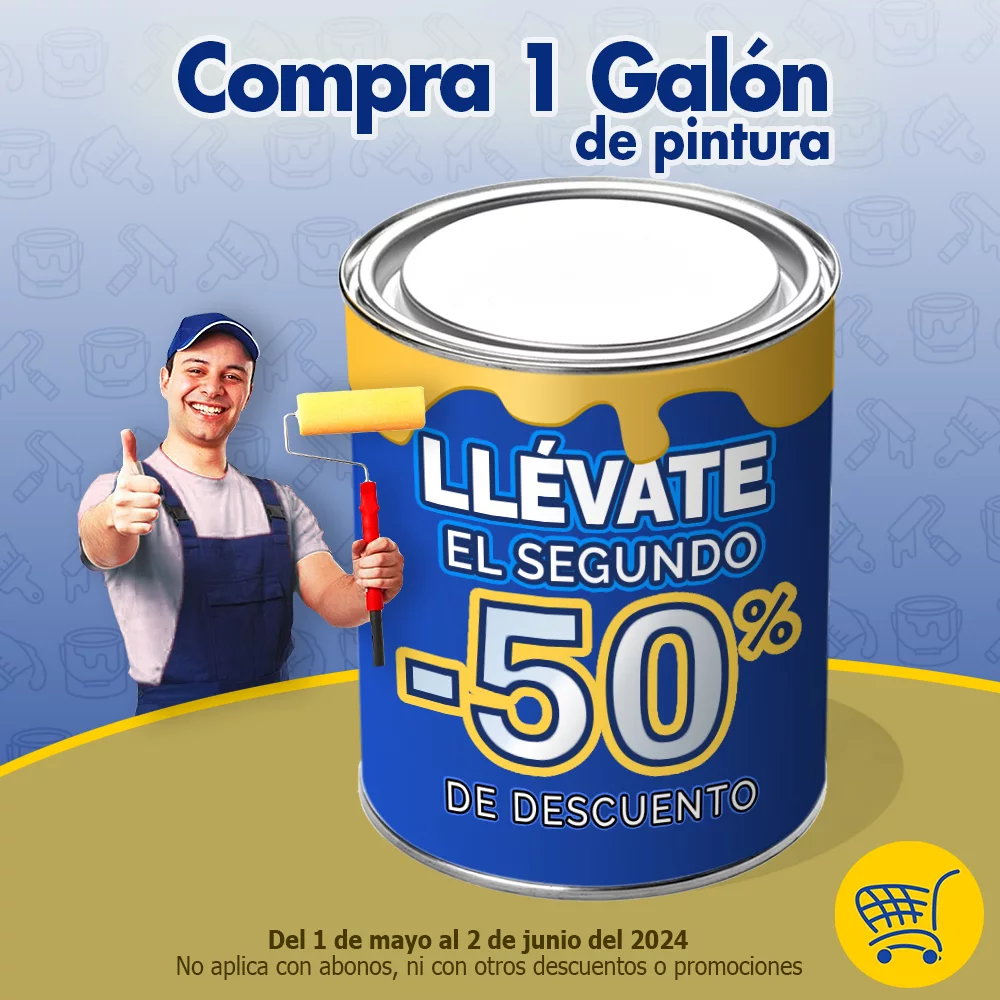 Compra 1 Galón
de pintura
LLÉVATE
EL SEGUNDO
-50%
DE DESCUENTO
Del 1 de mayo al 2 de junio del 2024
No aplica con abonos, ni con otros descuentos o promociones